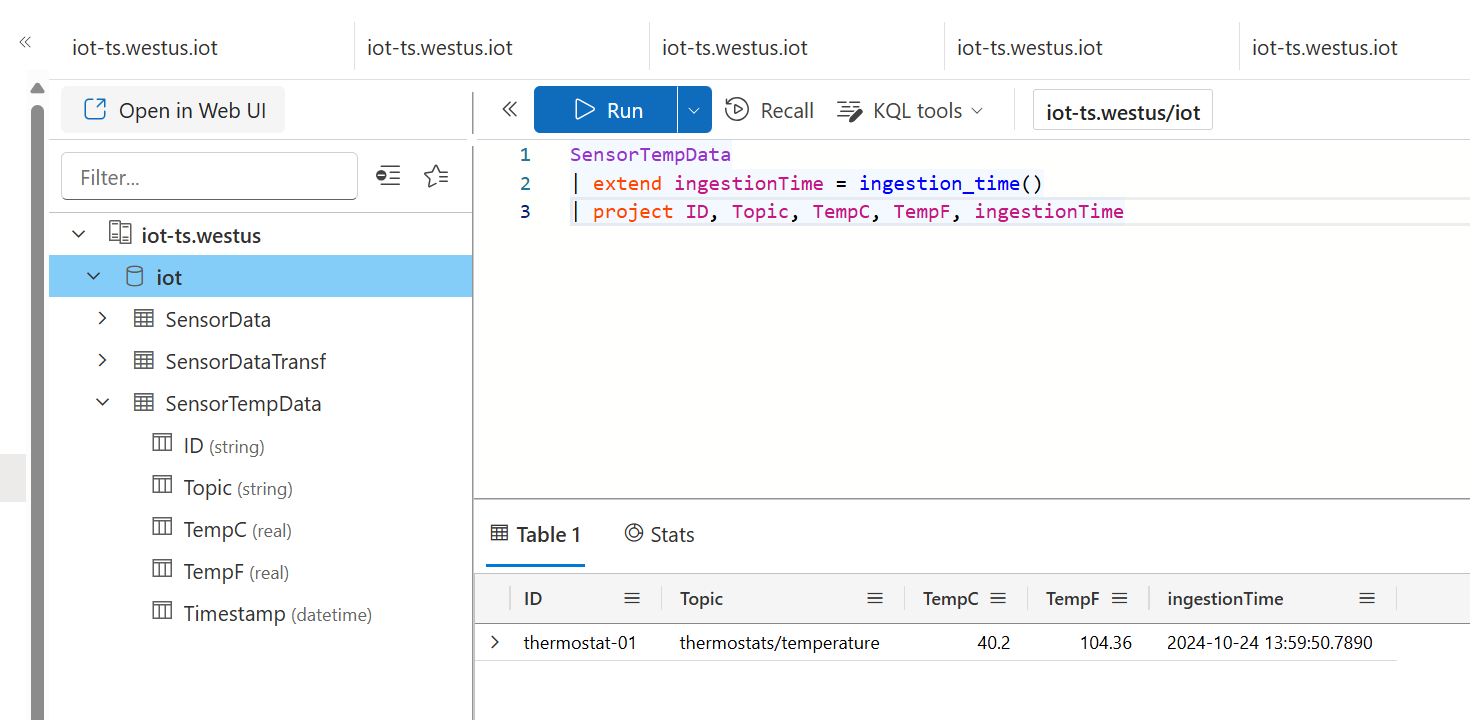 iot-ts.westus.iot iot-ts.westus.iot iot-ts.westus.iot iot-ts.westus.iot iot-ts.westus.iot
Open in Web UI
Run Recall KQL tools iot-ts.westus/iot
Filter...
iot-ts.westus
iot
SensorData
SensorDataTransf
SensorTempData
ID (string)
Topic (string)
TempC (real)
TempF (real)
Timestamp (datetime)
1 SensorTempData
2 | extend ingestionTime = ingestion_time()
3 | project ID, Topic, TempC, TempF, ingestionTime
Table 1 Stats
ID Topic TempC TempF ingestionTime
thermostat-01 thermostats/temperature 40.2 104.36 2024-10-24 13:59:50.7890